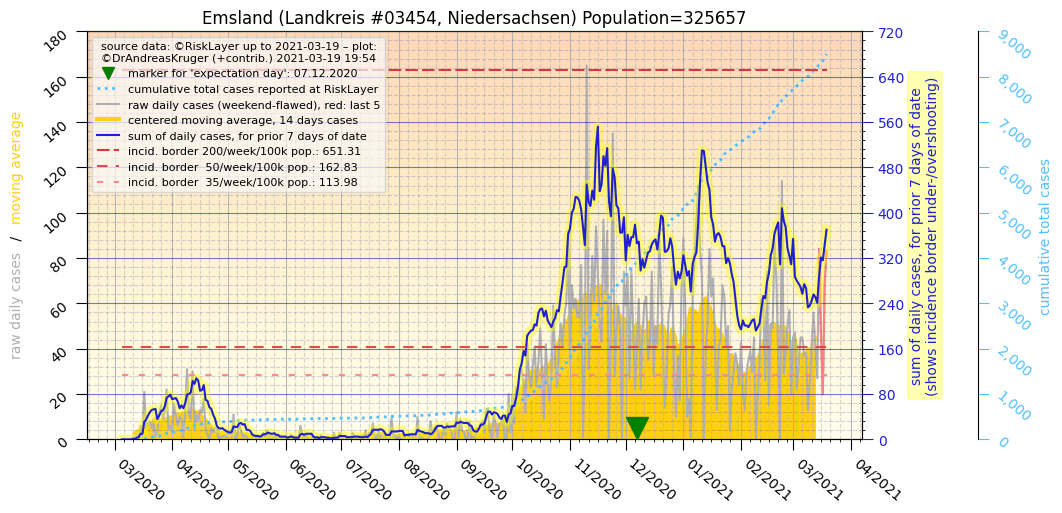 Emsland (Landkreis #03454, Niedersachsen) Population=325657
source data: ©RiskLayer up to 2021-03-19 – plot:
©DrAndreasKruger (+contrib.) 2021-03-19 19:54
marker for 'expectation day': 07.12.2020
cumulative total cases reported at RiskLayer
raw daily cases (weekend-flawed), red: last 5
centered moving average, 14 days cases
sum of daily cases, for prior 7 days of date
incid. border 200/week/100k pop.: 651.31
incid. border  50/week/100k pop.: 162.83
incid. border  35/week/100k pop.: 113.98
raw daily cases / moving average
180
160
140
120
100
80
60
40
20
0
720
640
560
480
400
320
240
160
80
0
sum of daily cases, for prior 7 days of date
(shows incidence border under-/overshooting)
9,000
8,000
7,000
6,000
5,000
4,000
3,000
2,000
1,000
0
cumulative total cases
03/2020
04/2020
05/2020
06/2020
07/2020
08/2020
09/2020
10/2020
11/2020
12/2020
01/2021
02/2021
03/2021
04/2021